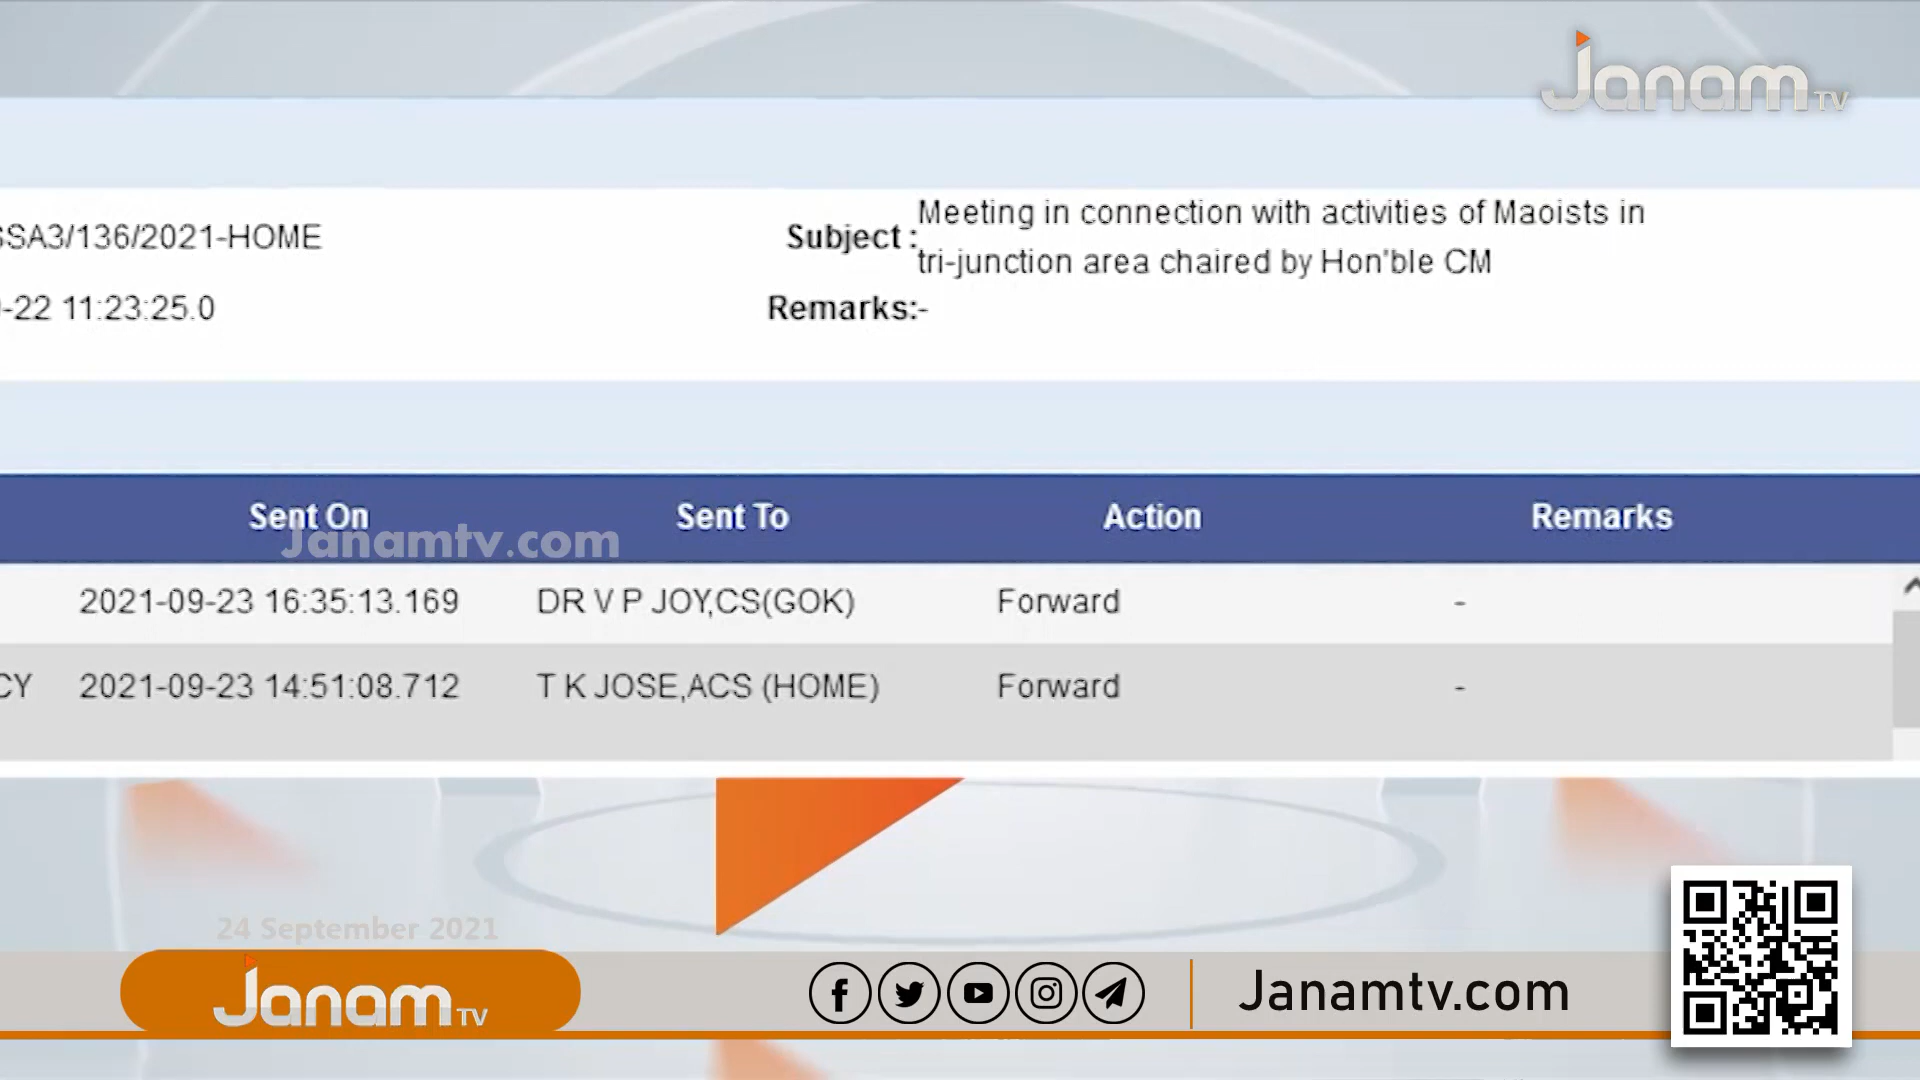 Janam TV
SSA3/136/2021-HOME
Subject :
Meeting in connection with activities of Maoists in
tri-junction area chaired by Hon'ble CM
-22 11:23:25.0
Remarks:-
Sent On
Sent To
Action
Remarks
Janamtv.com
2021-09-23 16:35:13.169
DR V P JOY,CS(GOK)
Forward
-
CY
2021-09-23 14:51:08.712
T K JOSE,ACS (HOME)
Forward
-
24 September 2021
Janam TV
Janamtv.com